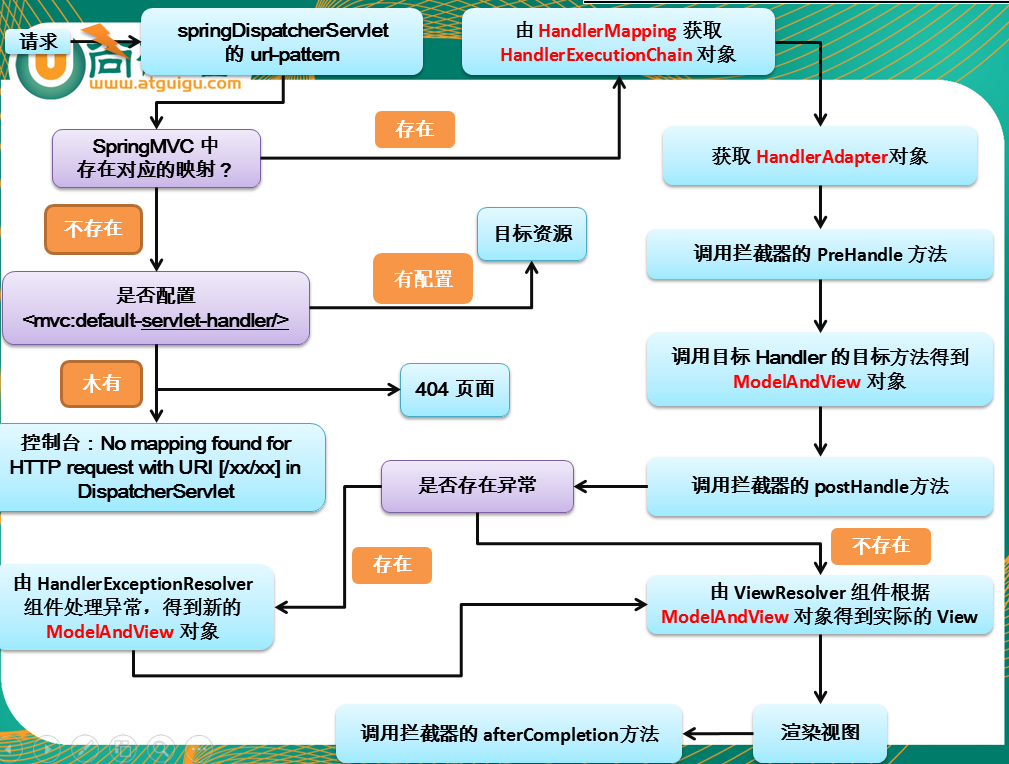 请求
springDispatcherServlet
的 url-pattern
尚
www.atguigu.com
由 HandlerMapping 获取
HandlerExecutionChain 对象
SpringMVC 中
存在对应的映射？
存在
获取 HandlerAdapter对象
不存在
目标资源
调用拦截器的 PreHandle 方法
有配置
是否配置
<mvc:default-servlet-handler/>
调用目标 Handler 的目标方法得到
ModelAndView 对象
木有
404 页面
控制台：No mapping found for
HTTP request with URI [/xx/xx] in
DispatcherServlet
是否存在异常
调用拦截器的 postHandle方法
存在
不存在
由 HandlerExceptionResolver
组件处理异常，得到新的
ModelAndView 对象
由 ViewResolver 组件根据
ModelAndView 对象得到实际的 View
调用拦截器的 afterCompletion方法
渲染视图